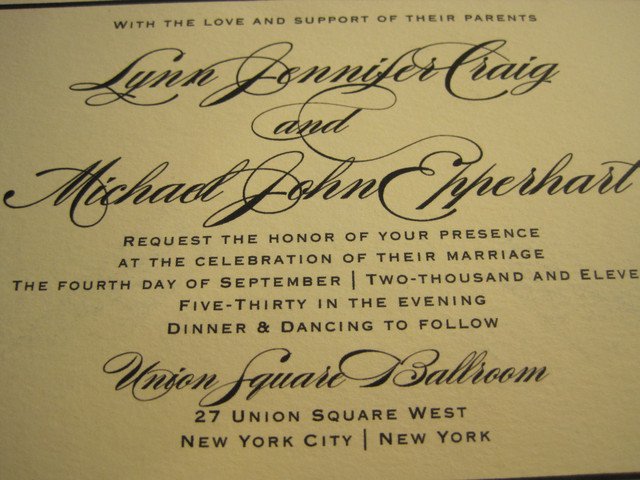 With the love and support of their parents
Lynn Jennifer Craig
and
Michael John Epperhart
Request the honor of your presence
at the celebration of their marriage
The fourth day of September | Two-thousand and Eleve
Five-Thirty in the evening
Dinner & Dancing to follow
Union Square Ballroom
27 Union Square West
New York City | New York